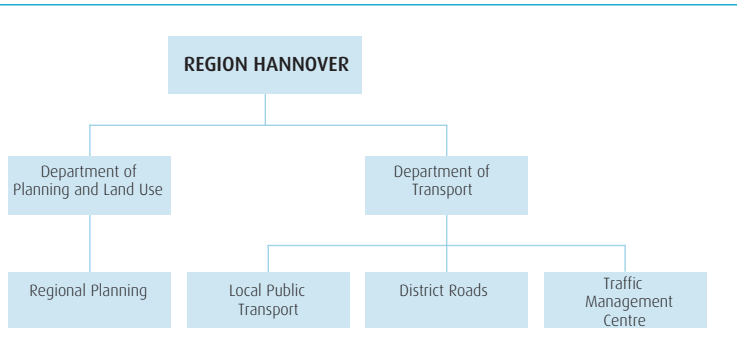 REGION HANNOVER
Department of
Planning and Land Use
Department of
Transport
Regional Planning
Local Public
Transport
District Roads
Traffic
Management
Centre